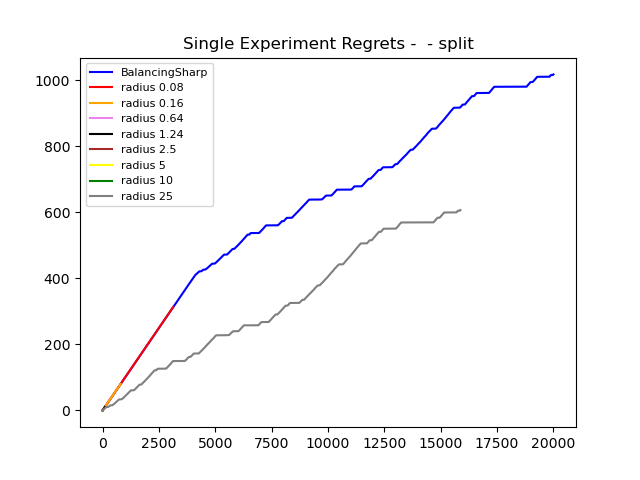 Single Experiment Regrets -  - split
BalancingSharp
radius 0.08
radius 0.16
radius 0.64
radius 1.24
radius 2.5
radius 5
radius 10
radius 25
1000
800
600
400
200
0
0 2500 5000 7500 10000 12500 15000 17500 20000